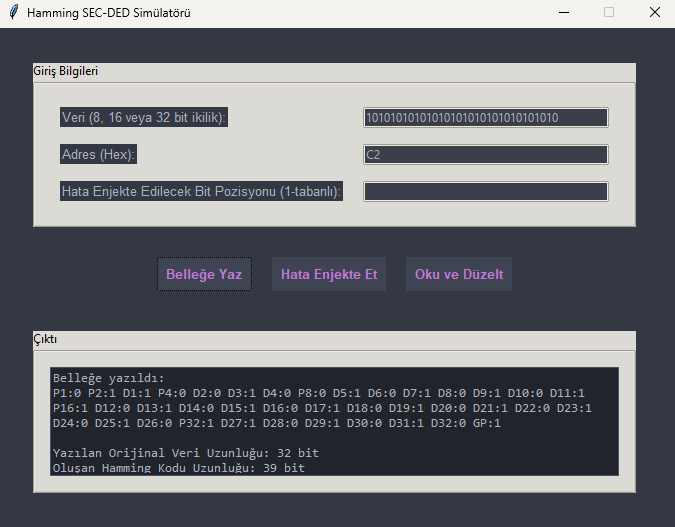 Hamming SEC-DED Simülatörü
Giriş Bilgileri
Veri (8, 16 veya 32 bit ikilik): 10101010101010101010101010101010
Adres (Hex): C2
Hata Enjekte Edilecek Bit Pozisyonu (1-tabanlı):
Belleğe Yaz Hata Enjekte Et Oku ve Düzelt
Çıktı
Belleğe yazıldı:
P1:0 P2:1 D1:1 P4:0 D2:0 D3:1 D4:0 P8:0 D5:1 D6:0 D7:1 D8:0 D9:1 D10:0 D11:1
P16:1 D12:0 D13:1 D14:0 D15:1 D16:0 D17:1 D18:0 D19:1 D20:0 D21:1 D22:0 D23:1
D24:0 D25:1 D26:0 P32:1 D27:1 D28:0 D29:1 D30:0 D31:1 D32:0 GP:1
Yazılan Orijinal Veri Uzunluğu: 32 bit
Oluşan Hamming Kodu Uzunluğu: 39 bit